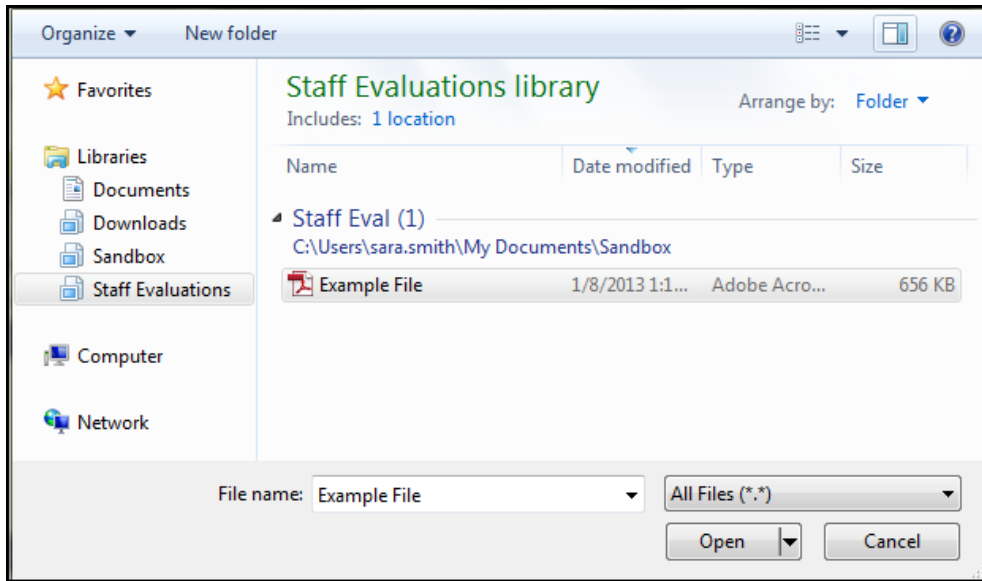 Organize New folder
Favorites
Libraries
Documents
Downloads
Sandbox
Staff Evaluations
Computer
Network
Staff Evaluations library
Includes: 1 location
Arrange by: Folder
Name Date modified Type Size
Staff Eval (1)
C:\Users\sara.smith\My Documents\Sandbox
Example File 1/8/2013 1:1... Adobe Acro... 656 KB
File name: Example File All Files (*.*)
Open Cancel